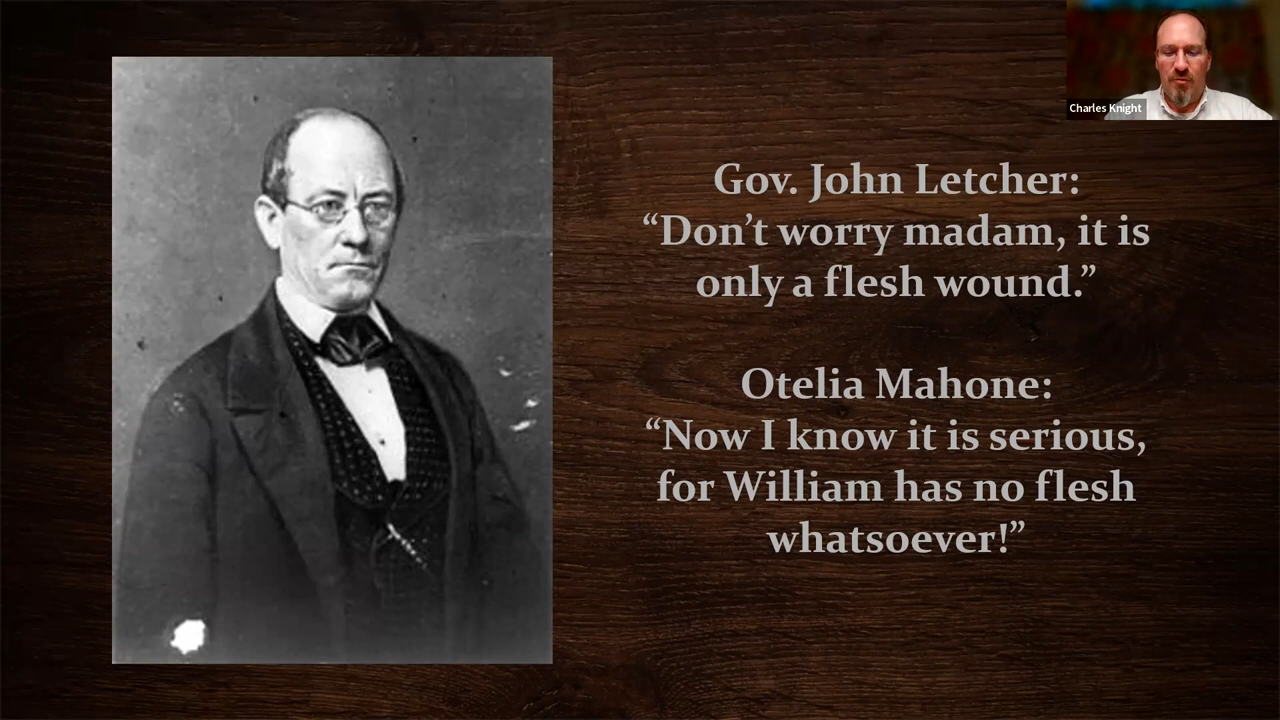 Charles Knight
Gov. John Letcher:
“Don’t worry madam, it is
only a flesh wound.”
Otelia Mahone:
“Now I know it is serious,
for William has no flesh
whatsoever!”